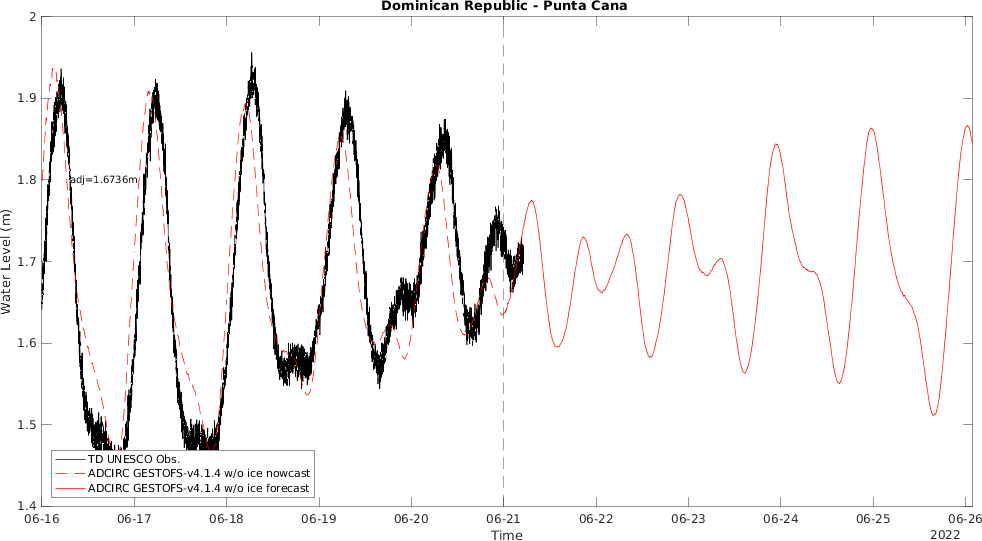 Dominican Republic - Punta Cana
2
1.9
1.8
1.7
1.6
1.5
1.4
Water Level (m)
adj=1.6736m
TD UNESCO Obs.
ADCIRC GESTOFS-v4.1.4 w/o ice nowcast
ADCIRC GESTOFS-v4.1.4 w/o ice forecast
06-16 06-17 06-18 06-19 06-20 06-21 06-22 06-23 06-24 06-25 06-26
Time
2022